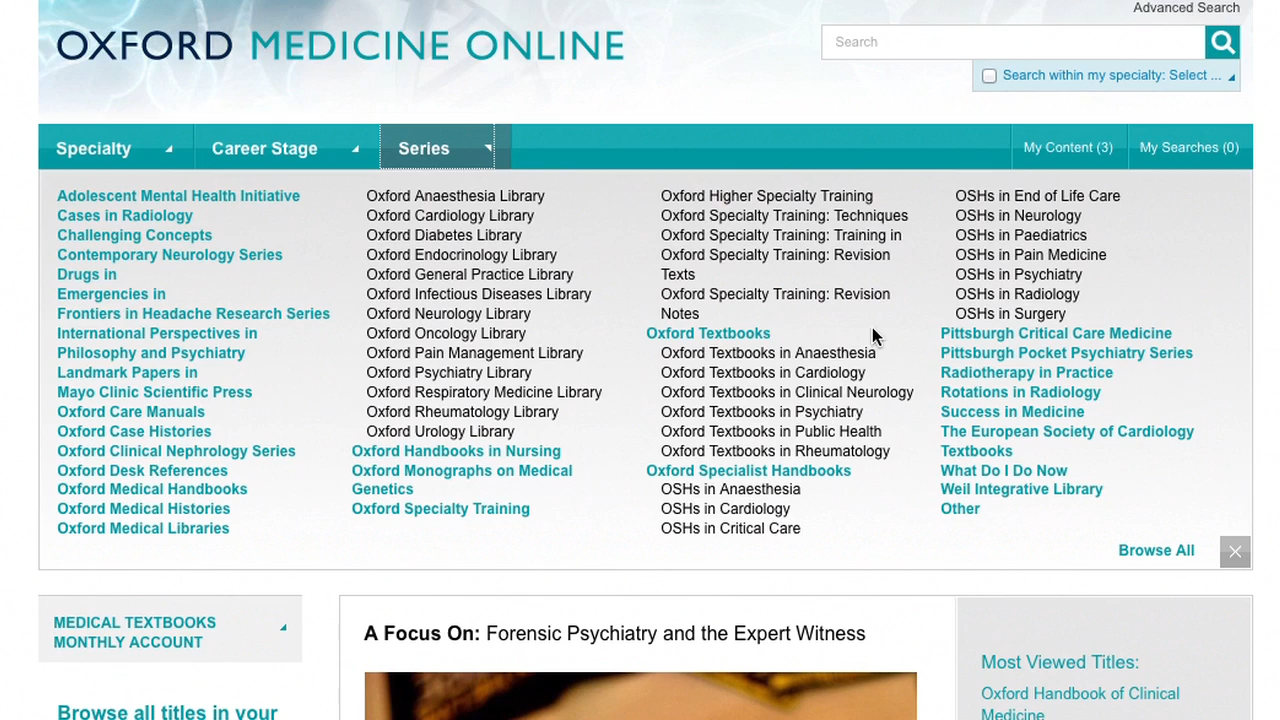 Advanced Search
OXFORD MEDICINE ONLINE
Search
Search within my specialty: Select ...
Specialty
Career Stage
Series
My Content (3)
My Searches (0)
Adolescent Mental Health Initiative
Cases in Radiology
Challenging Concepts
Contemporary Neurology Series
Drugs in
Emergencies in
Frontiers in Headache Research Series
International Perspectives in
Philosophy and Psychiatry
Landmark Papers in
Mayo Clinic Scientific Press
Oxford Care Manuals
Oxford Case Histories
Oxford Clinical Nephrology Series
Oxford Desk References
Oxford Medical Handbooks
Oxford Medical Histories
Oxford Medical Libraries
Oxford Anaesthesia Library
Oxford Cardiology Library
Oxford Diabetes Library
Oxford Endocrinology Library
Oxford General Practice Library
Oxford Infectious Diseases Library
Oxford Neurology Library
Oxford Oncology Library
Oxford Pain Management Library
Oxford Psychiatry Library
Oxford Respiratory Medicine Library
Oxford Rheumatology Library
Oxford Urology Library
Oxford Handbooks in Nursing
Oxford Monographs on Medical
Genetics
Oxford Specialty Training
Oxford Higher Specialty Training
Oxford Specialty Training: Techniques
Oxford Specialty Training: Training in
Oxford Specialty Training: Revision
Texts
Oxford Specialty Training: Revision
Notes
Oxford Textbooks
Oxford Textbooks in Anaesthesia
Oxford Textbooks in Cardiology
Oxford Textbooks in Clinical Neurology
Oxford Textbooks in Psychiatry
Oxford Textbooks in Public Health
Oxford Textbooks in Rheumatology
Oxford Specialist Handbooks
OSHs in Anaesthesia
OSHs in Cardiology
OSHs in Critical Care
OSHs in End of Life Care
OSHs in Neurology
OSHs in Paediatrics
OSHs in Pain Medicine
OSHs in Psychiatry
OSHs in Radiology
OSHs in Surgery
Pittsburgh Critical Care Medicine
Pittsburgh Pocket Psychiatry Series
Radiotherapy in Practice
Rotations in Radiology
Success in Medicine
The European Society of Cardiology
Textbooks
What Do I Do Now
Weil Integrative Library
Other
Browse All
MEDICAL TEXTBOOKS
MONTHLY ACCOUNT
Browse all titles in your
A Focus On: Forensic Psychiatry and the Expert Witness
Most Viewed Titles:
Oxford Handbook of Clinical
Medicine